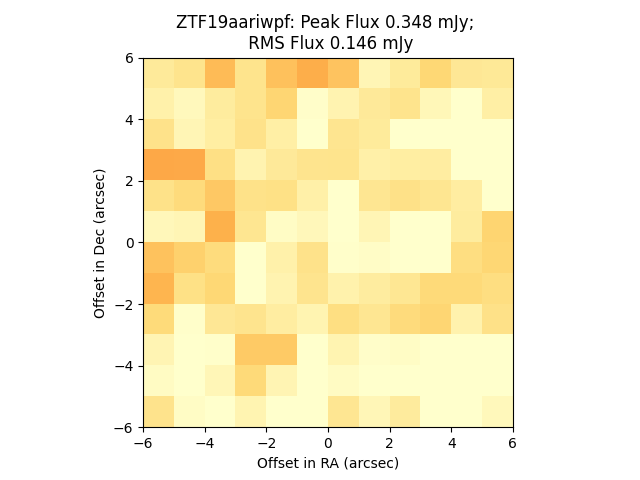 ZTF19aariwpf: Peak Flux 0.348 mJy;
RMS Flux 0.146 mJy
6
4
2
0
−2
−4
−6
Offset in Dec (arcsec)
−6 −4 −2 0 2 4 6
Offset in RA (arcsec)